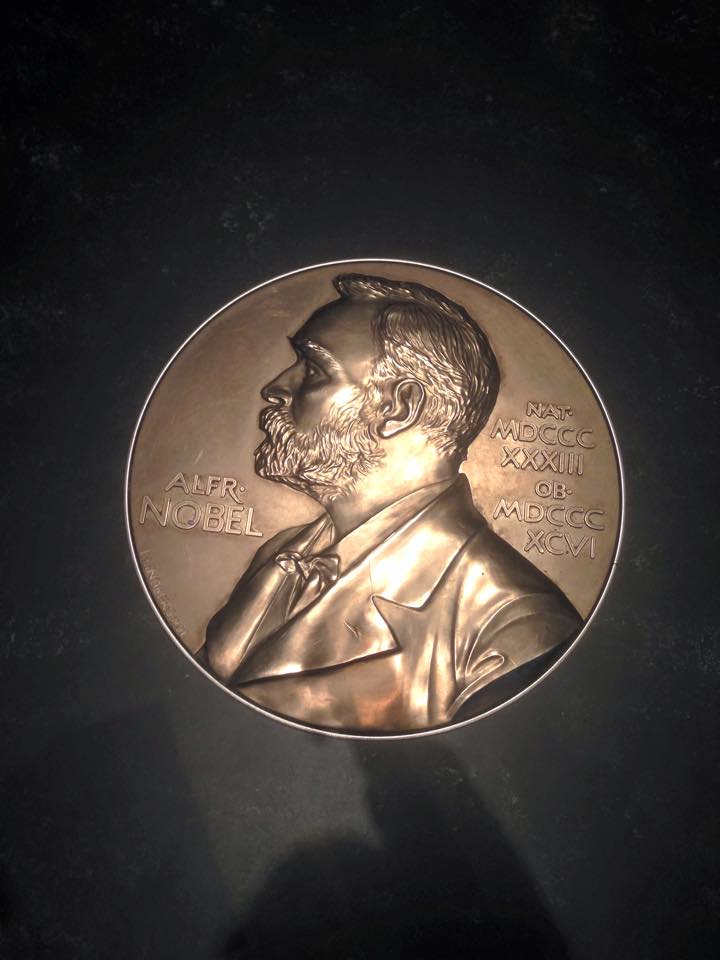 ALFR·
NOBEL
NAT·
MDCCC
XXXIII
OB·
MDCCC
XCVI